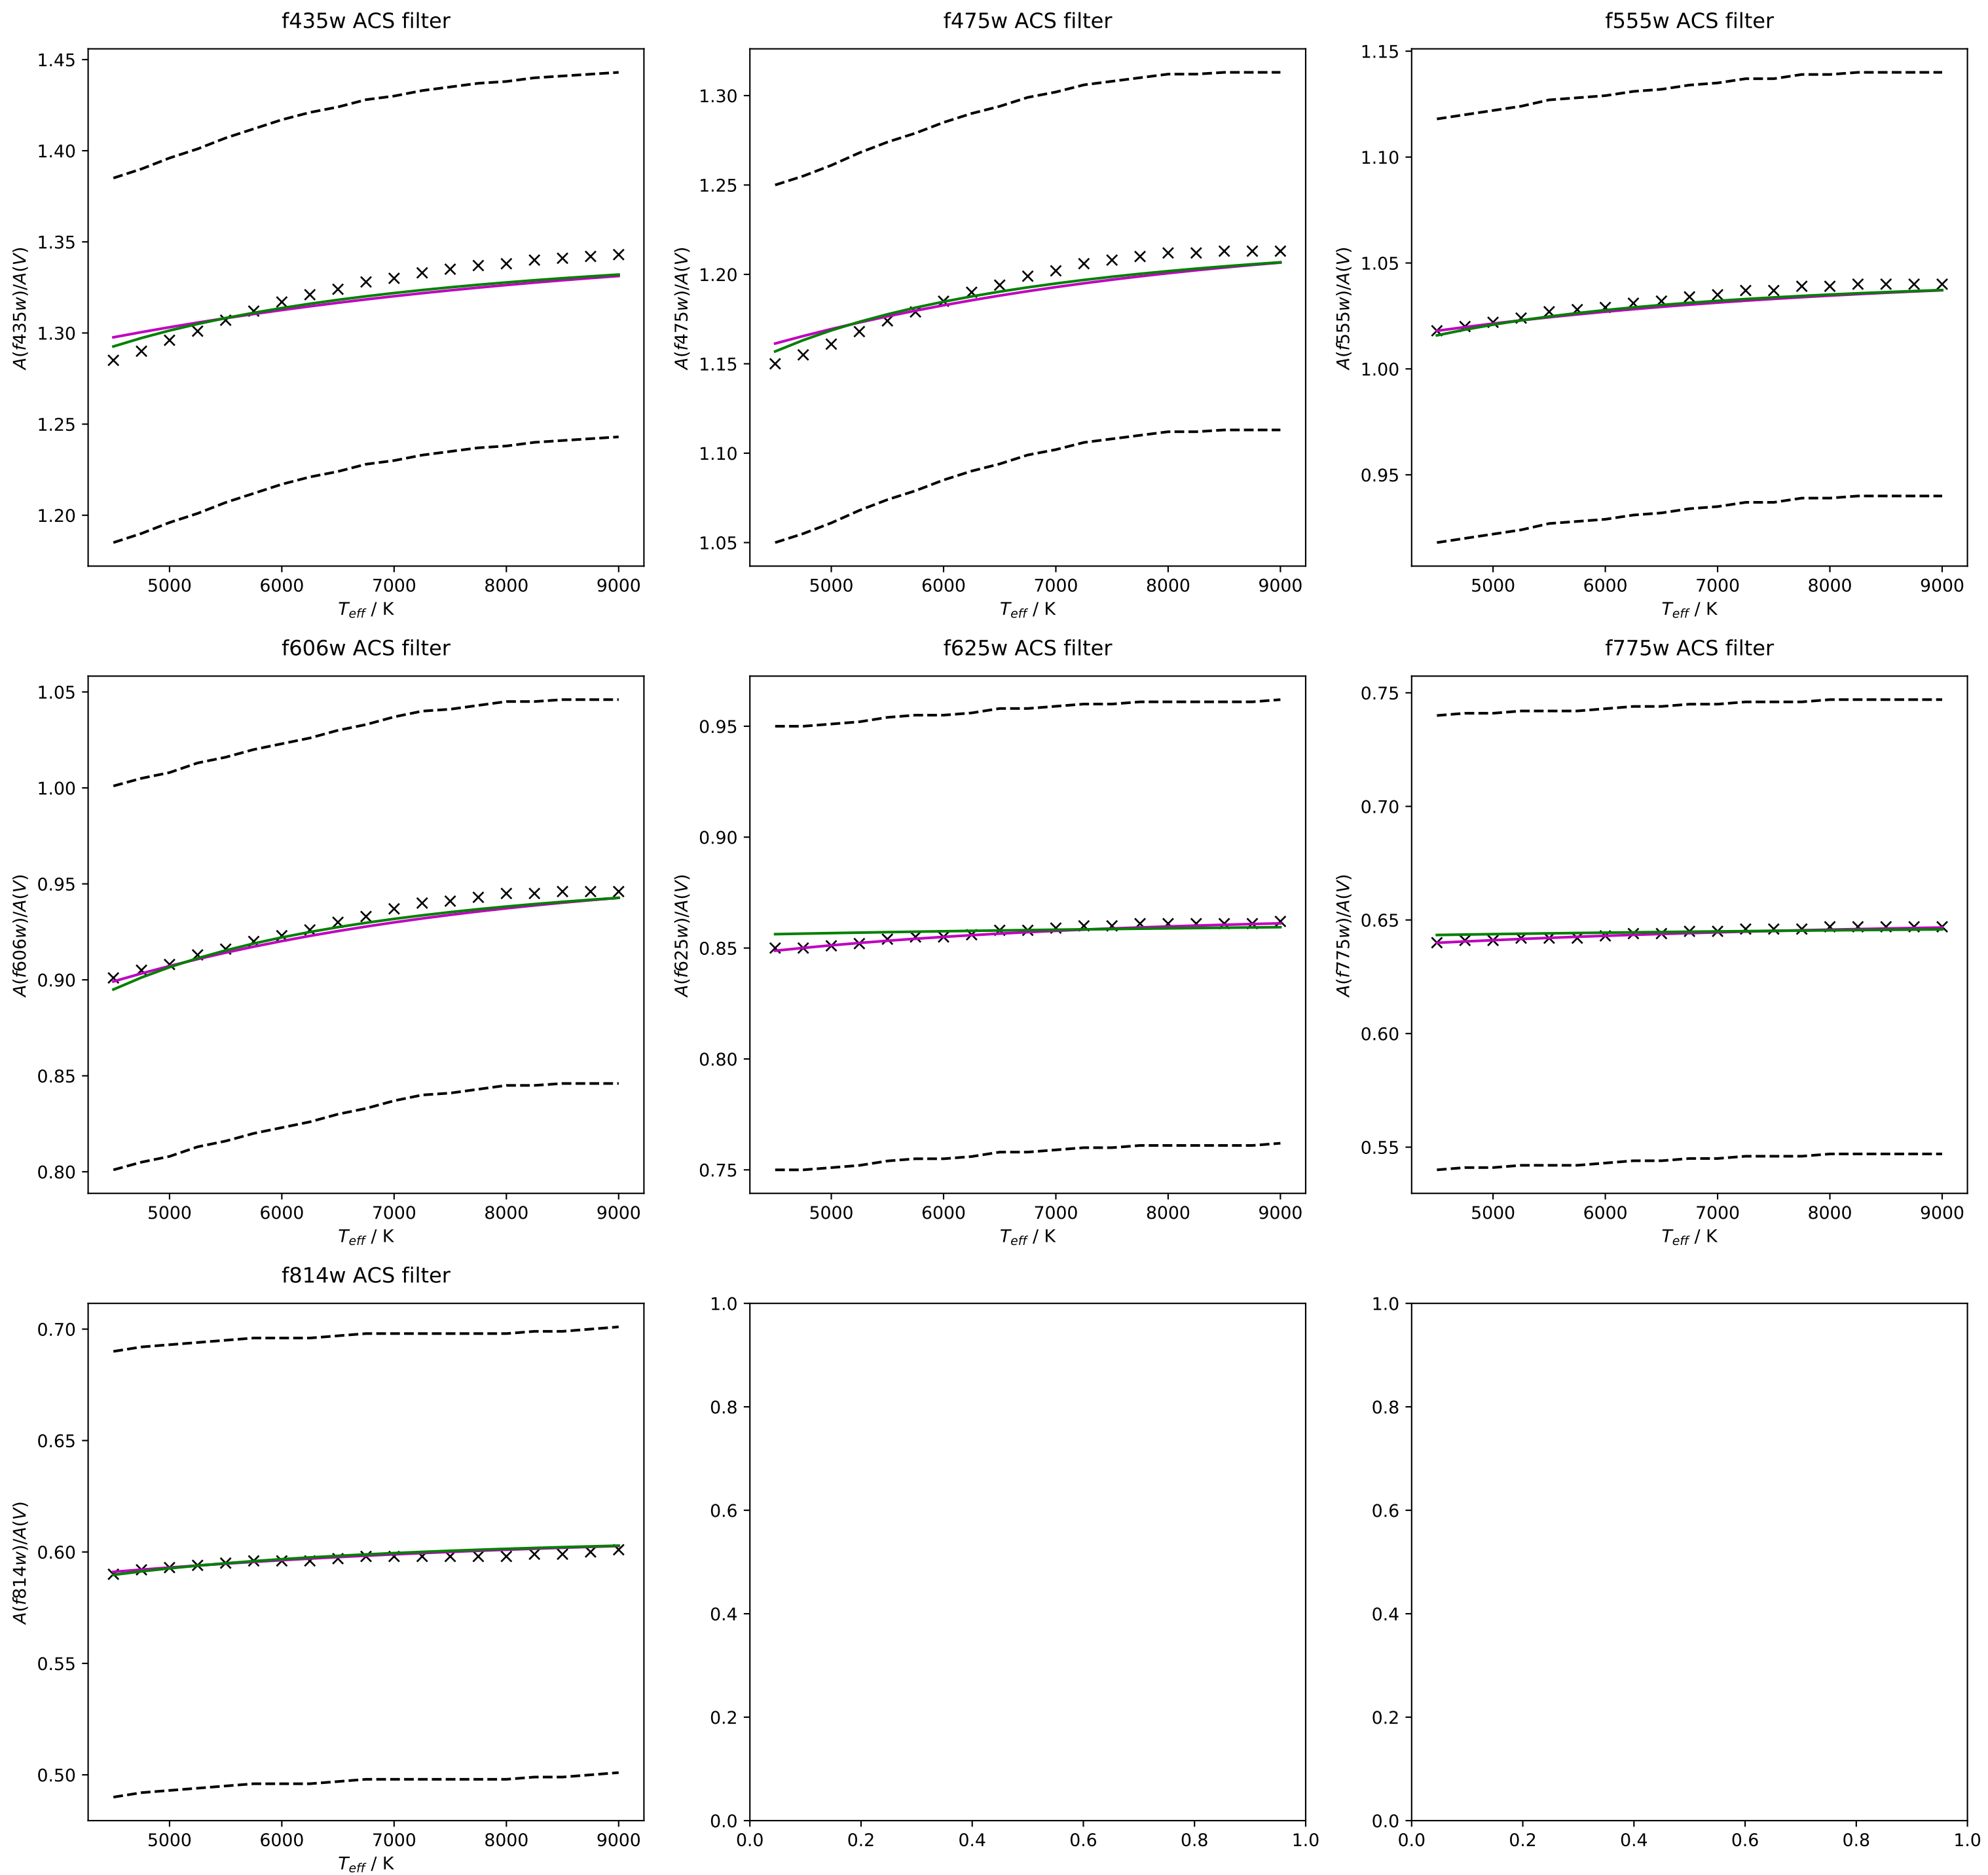 f435w ACS filter
1.45
1.40
1.35
1.30
1.25
1.20
A(f435w)/A(V)
5000 6000 7000 8000 9000
T_eff / K
f475w ACS filter
1.30
1.25
1.20
1.15
1.10
1.05
A(f475w)/A(V)
5000 6000 7000 8000 9000
T_eff / K
f555w ACS filter
1.15
1.10
1.05
1.00
0.95
A(f555w)/A(V)
5000 6000 7000 8000 9000
T_eff / K
f606w ACS filter
1.05
1.00
0.95
0.90
0.85
0.80
A(f606w)/A(V)
5000 6000 7000 8000 9000
T_eff / K
f625w ACS filter
0.95
0.90
0.85
0.80
0.75
A(f625w)/A(V)
5000 6000 7000 8000 9000
T_eff / K
f775w ACS filter
0.75
0.70
0.65
0.60
0.55
A(f775w)/A(V)
5000 6000 7000 8000 9000
T_eff / K
f814w ACS filter
0.70
0.65
0.60
0.55
0.50
A(f814w)/A(V)
5000 6000 7000 8000 9000
T_eff / K
1.0
0.8
0.6
0.4
0.2
0.0
0.0 0.2 0.4 0.6 0.8 1.0
1.0
0.8
0.6
0.4
0.2
0.0
0.0 0.2 0.4 0.6 0.8 1.0